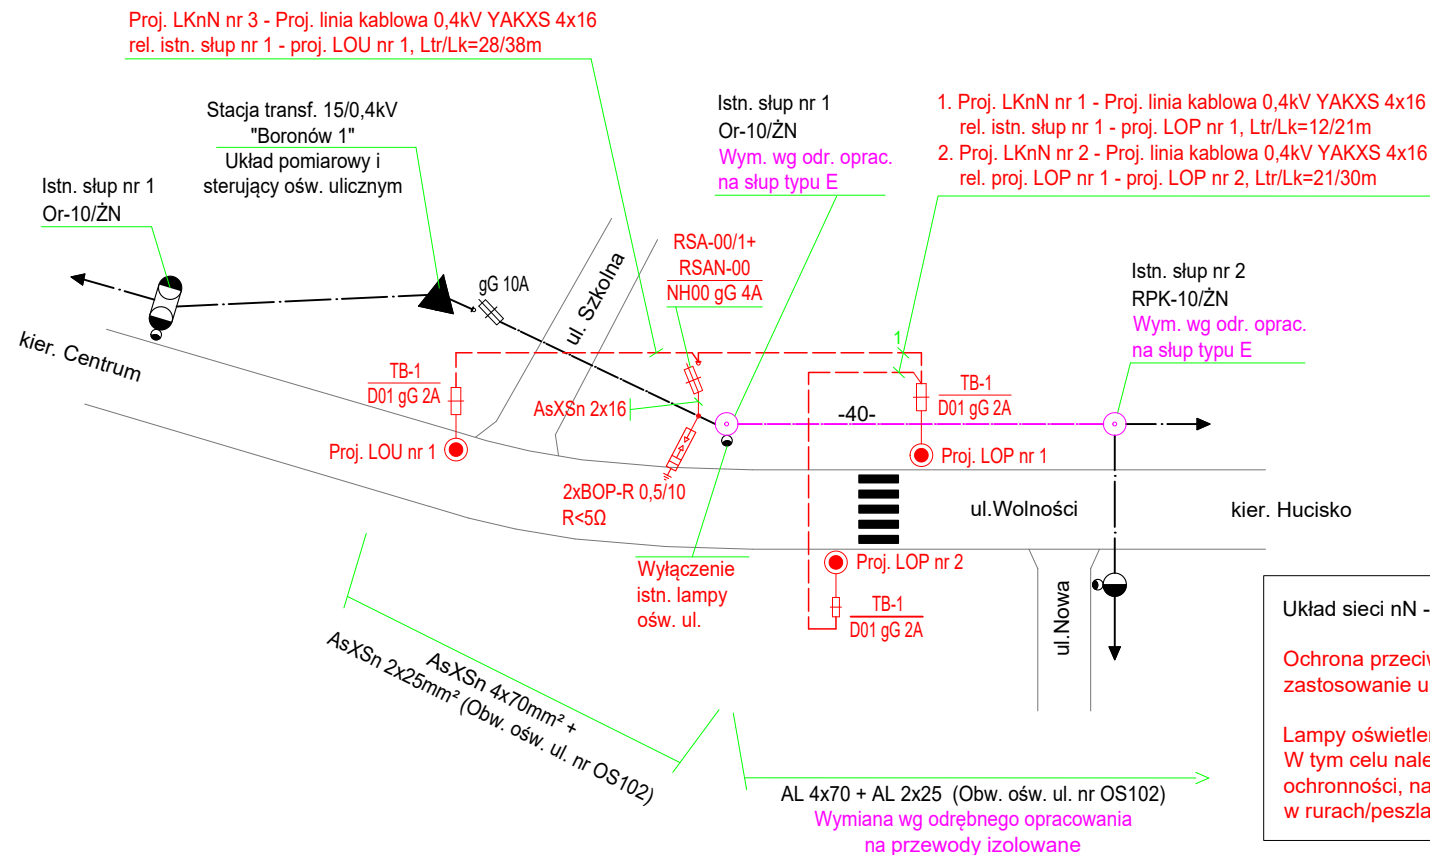 Proj. LKnN nr 3 - Proj. linia kablowa 0,4kV YAKXS 4x16
rel. istn. słup nr 1 - proj. LOU nr 1, Ltr/Lk=28/38m
Stacja transf. 15/0,4kV
"Boronów 1"
Układ pomiarowy i
sterujący ośw. ulicznym
Istn. słup nr 1
Or-10/ŻN
Istn. słup nr 1
Or-10/ŻN
Wym. wg odr. oprac.
na słup typu E
1. Proj. LKnN nr 1 - Proj. linia kablowa 0,4kV YAKXS 4x16
rel. istn. słup nr 1 - proj. LOP nr 1, Ltr/Lk=12/21m
2. Proj. LKnN nr 2 - Proj. linia kablowa 0,4kV YAKXS 4x16
rel. proj. LOP nr 1 - proj. LOP nr 2, Ltr/Lk=21/30m
Istn. słup nr 2
RPK-10/ŻN
Wym. wg odr. oprac.
na słup typu E
RSA-00/1+
RSAN-00
NH00 gG 4A
gG 10A
ul. Szkolna
kier. Centrum
1
TB-1
D01 gG 2A
AsXSn 2x16
TB-1
D01 gG 2A
-40-
Proj. LOU nr 1
Proj. LOP nr 1
2xBOP-R 0,5/10
R<5Ω
ul.Wolności
kier. Hucisko
Wyłączenie
istn. lampy
ośw. ul.
Proj. LOP nr 2
TB-1
D01 gG 2A
ul.Nowa
AsXSn 4x70mm² +
AsXSn 2x25mm² (Obw. ośw. ul. nr OS102)
AL 4x70 + AL 2x25 (Obw. ośw. ul. nr OS102)
Wymiana wg odrębnego opracowania
na przewody izolowane
Układ sieci nN -
Ochrona przeciw
zastosowanie u
Lampy oświetler
W tym celu nale
ochronności, na
w rurach/peszla